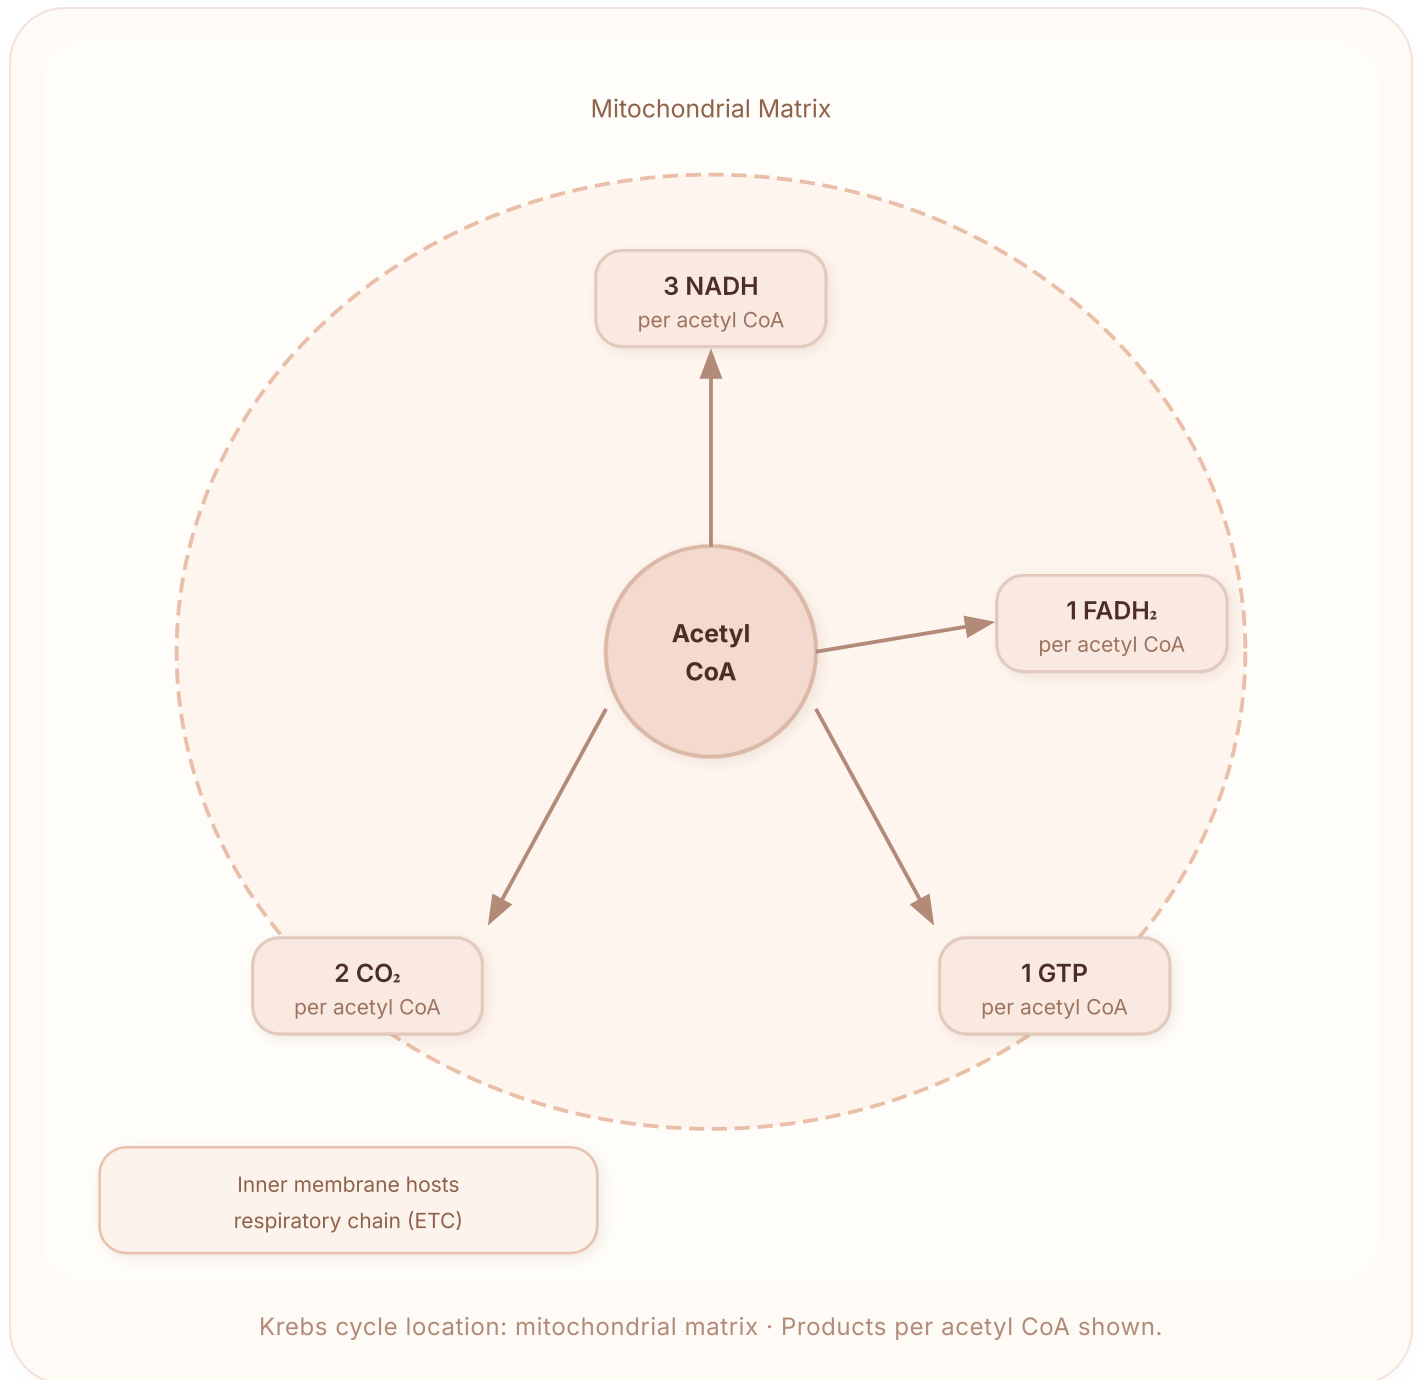 Mitochondrial Matrix
3 NADH
per acetyl CoA
Acetyl
CoA
1 FADH₂
per acetyl CoA
2 CO₂
per acetyl CoA
1 GTP
per acetyl CoA
Inner membrane hosts
respiratory chain (ETC)
Krebs cycle location: mitochondrial matrix · Products per acetyl CoA shown.